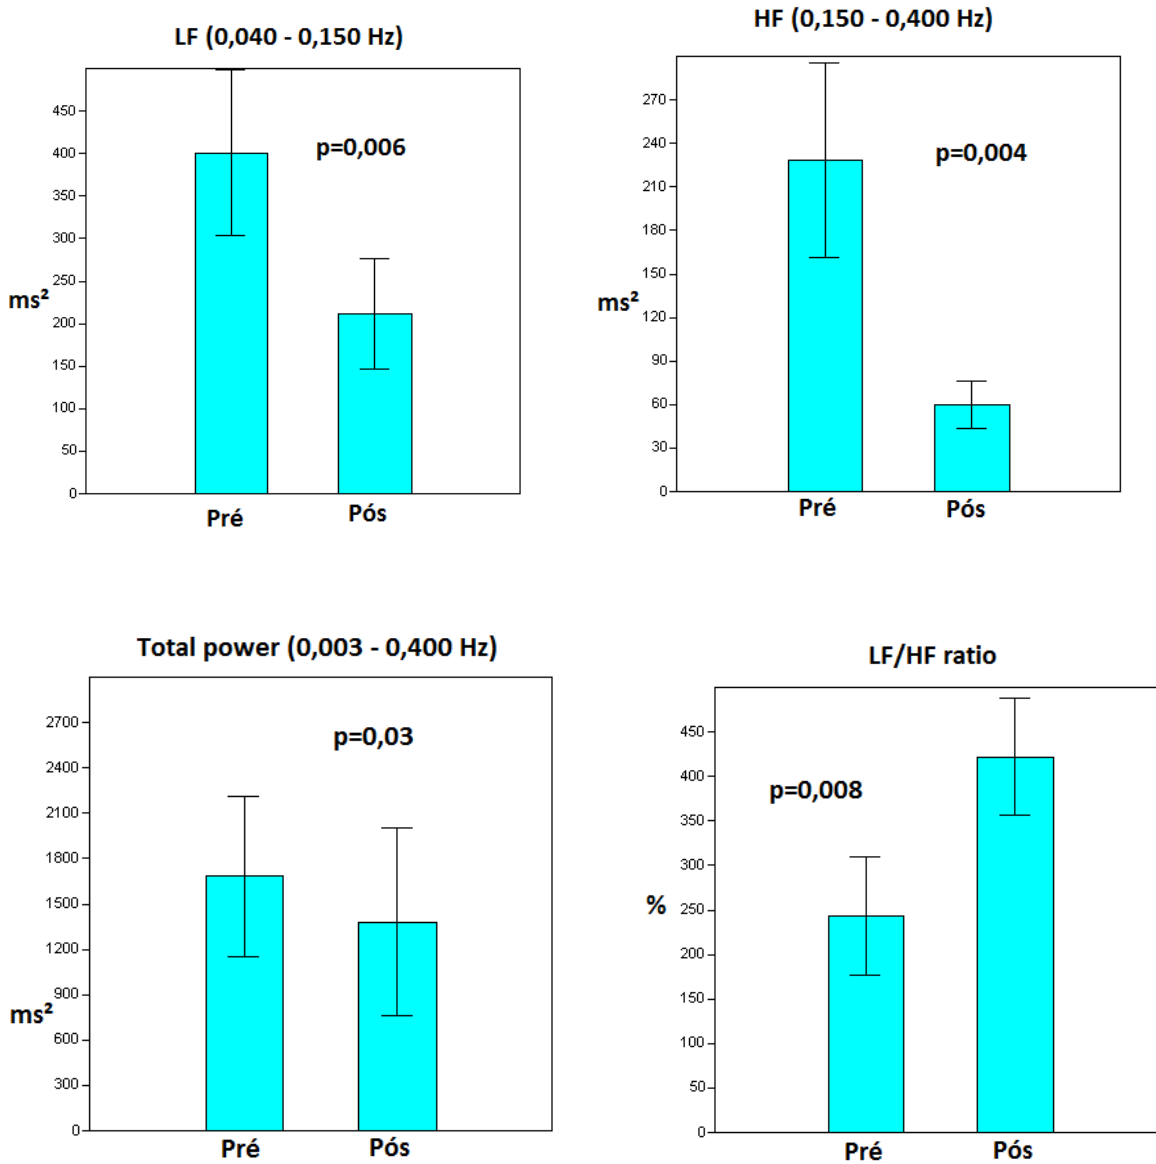 LF (0,040 - 0,150 Hz)
450
400
350
300
250
200
150
100
50
0
ms²
p=0,006
Pré
Pós
HF (0,150 - 0,400 Hz)
270
240
210
180
150
120
90
60
30
0
ms²
p=0,004
Pré
Pós
Total power (0,003 - 0,400 Hz)
2700
2400
2100
1800
1500
1200
900
600
300
0
ms²
p=0,03
Pré
Pós
LF/HF ratio
450
400
350
300
250
200
150
100
50
0
%
p=0,008
Pré
Pós